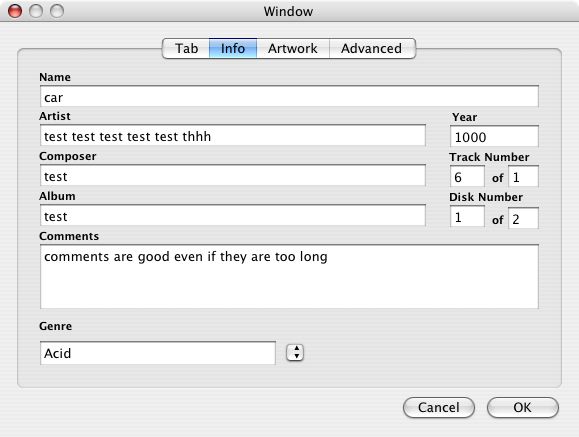 Window
Tab Info Artwork Advanced
Name
car
Artist Year
test test test test test thhh 1000
Composer Track Number
test 6 of 1
Album Disk Number
test 1 of 2
Comments
comments are good even if they are too long
Genre
Acid
Cancel OK